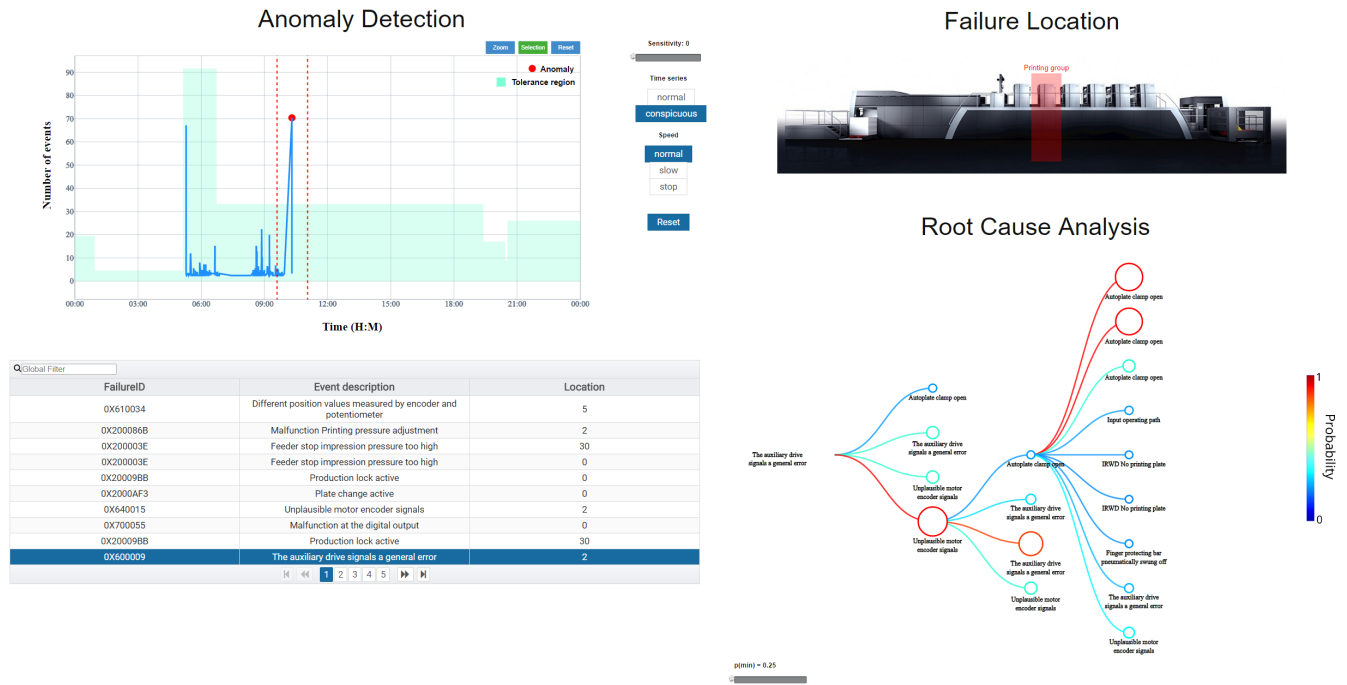 Anomaly Detection
Zoom Selection Reset
Anomaly
Tolerance region
Number of events
90
80
70
60
50
40
30
20
10
0
00:00 03:00 06:00 09:00 12:00 15:00 18:00 21:00 00:00
Time (H:M)
Sensitivity: 0
Time series
normal
conspicuous
Speed
normal
slow
stop
Reset
Failure Location
Printing group
Global Filter
FailureID Event description Location
0X610034 Different position values measured by encoder and potentiometer 5
0X200086B Malfunction Printing pressure adjustment 2
0X200003E Feeder stop impression pressure too high 30
0X200003E Feeder stop impression pressure too high 0
0X20009BB Production lock active 0
0X2000AF3 Plate change active 0
0X640015 Unplausible motor encoder signals 2
0X700055 Malfunction at the digital output 0
0X20009BB Production lock active 30
0X600009 The auxiliary drive signals a general error 2
1 2 3 4 5
Root Cause Analysis
The auxiliary drive
signals a general error
Autoplate clamp open
The auxiliary drive
signals a general error
Unplausible motor
encoder signals
Unplausible motor
encoder signals
Autoplate clamp open
The auxiliary drive
signals a general error
The auxiliary drive
signals a general error
Unplausible motor
encoder signals
Autoplate clamp open
Autoplate clamp open
Autoplate clamp open
Input operating path
IRWD No printing plate
IRWD No printing plate
Finger protecting bar
pneumatically swung off
The auxiliary drive
signals a general error
Unplausible motor
encoder signals
1
Probability
0
p(min) = 0.25